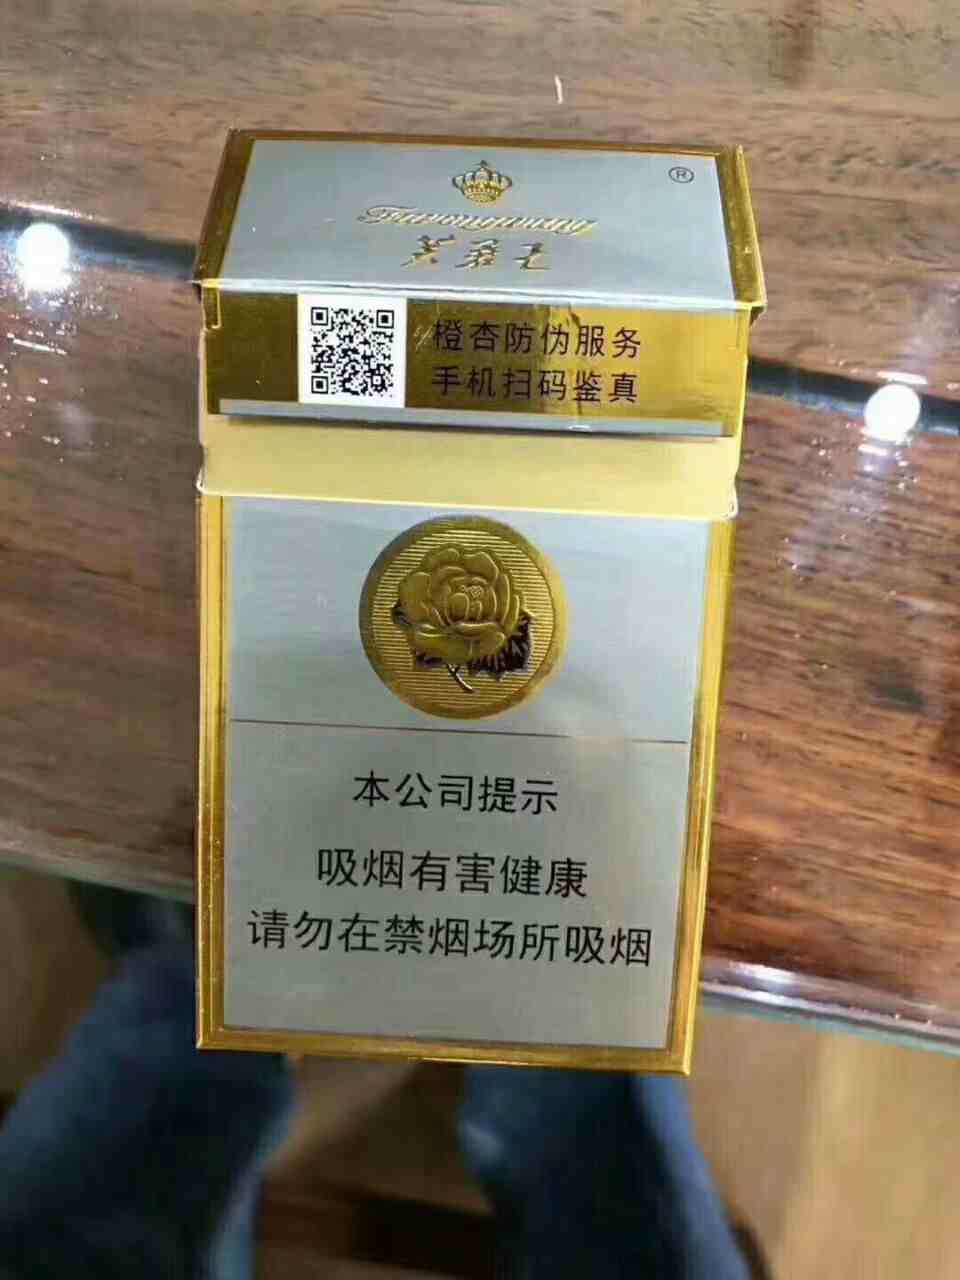 ®
Furongwang
芙蓉王
橙杏防伪服务
手机扫码鉴真
本公司提示
吸烟有害健康
请勿在禁烟场所吸烟